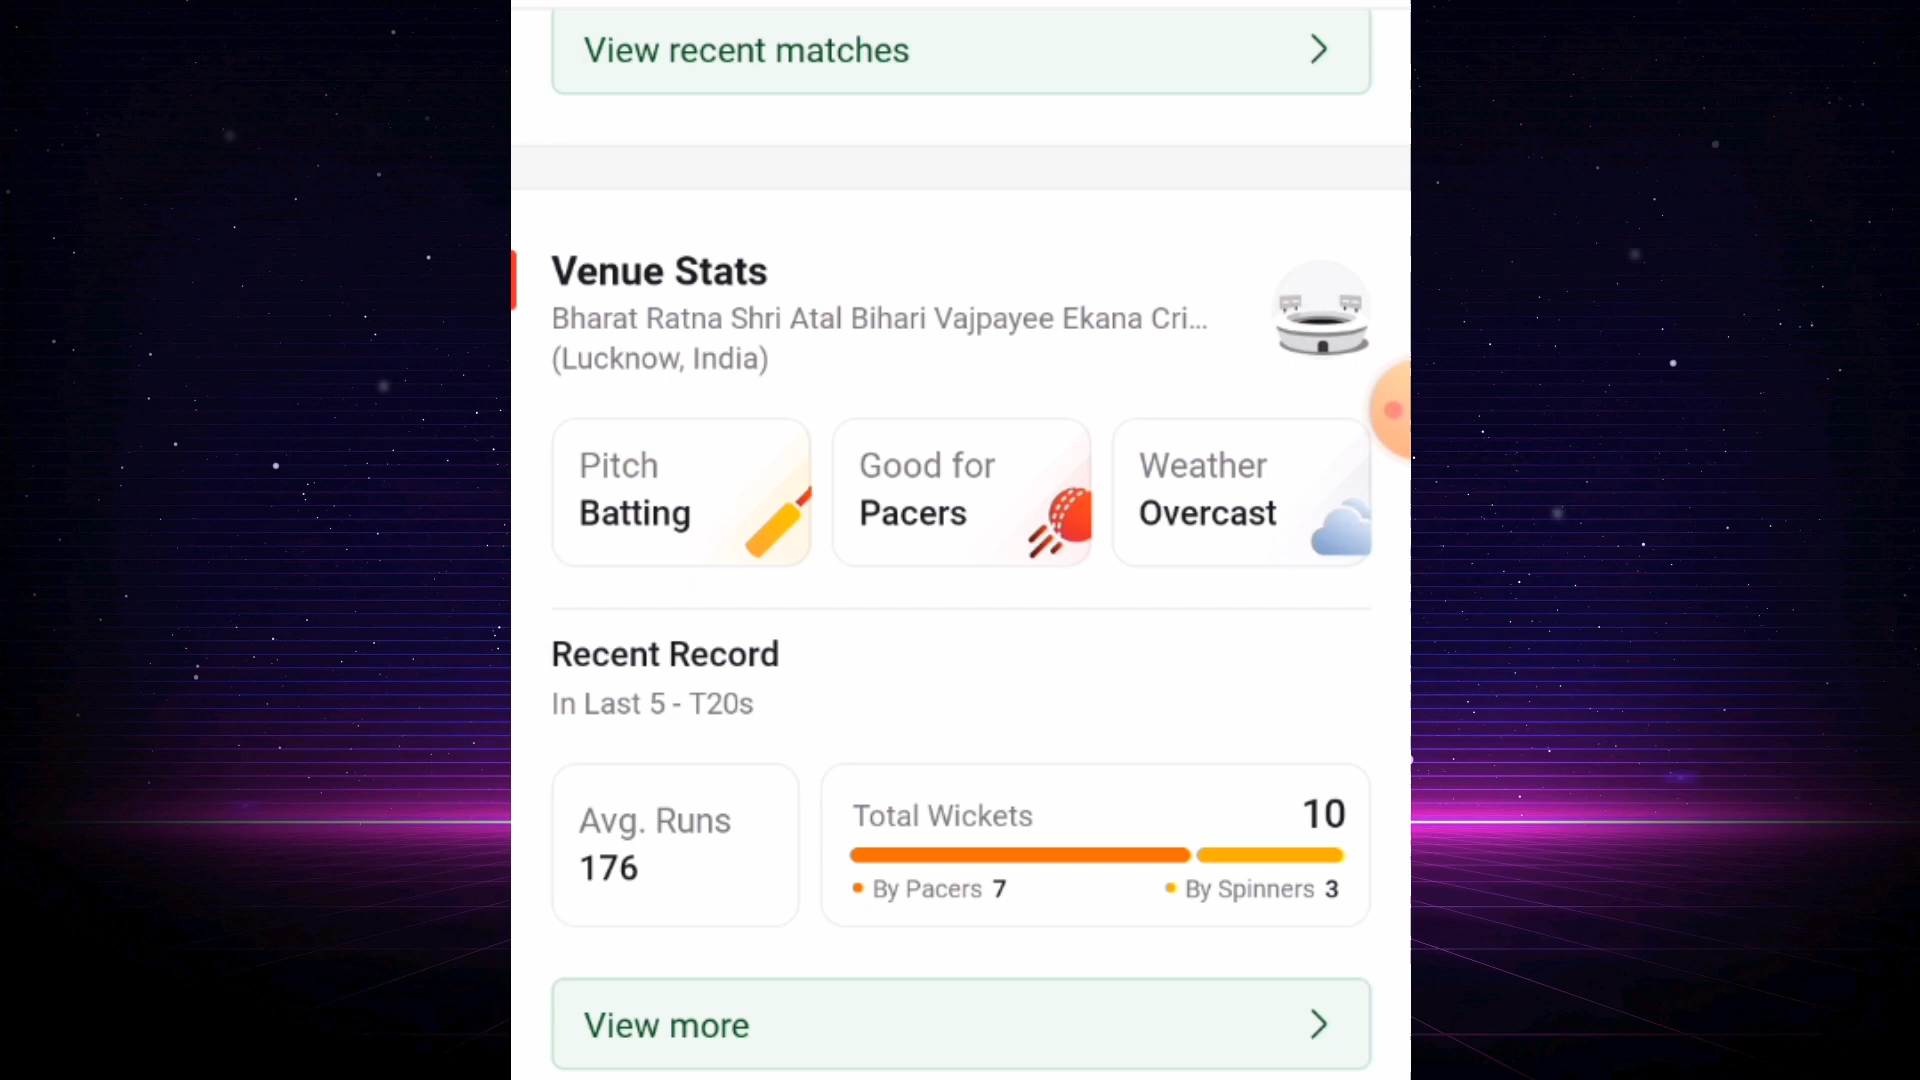 View recent matches
Venue Stats
Bharat Ratna Shri Atal Bihari Vajpayee Ekana Cri...
(Lucknow, India)
Pitch
Batting
Good for
Pacers
Weather
Overcast
Recent Record
In Last 5 - T20s
Avg. Runs
176
Total Wickets 10
By Pacers 7
By Spinners 3
View more